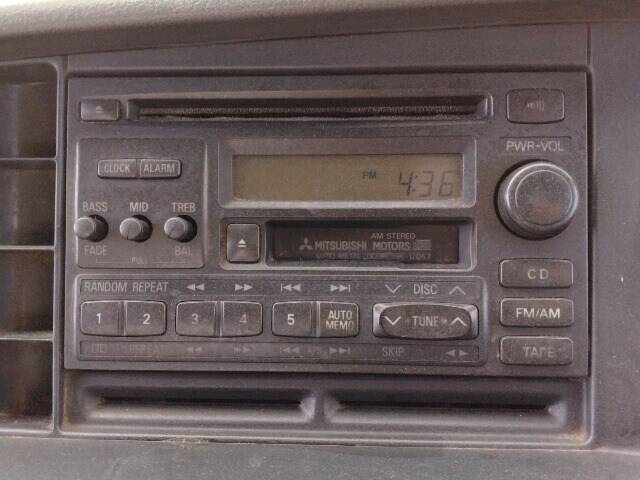 PWR-VOL
CLOCK ALARM
PM 4:36
BASS MID TREB
FADE BAL
AM STEREO
MITSUBISHI MOTORS
CD
RANDOM REPEAT DISC
1 2 3 4 5 AUTO MEMO TUNE
FM/AM
SKIP
TAPE